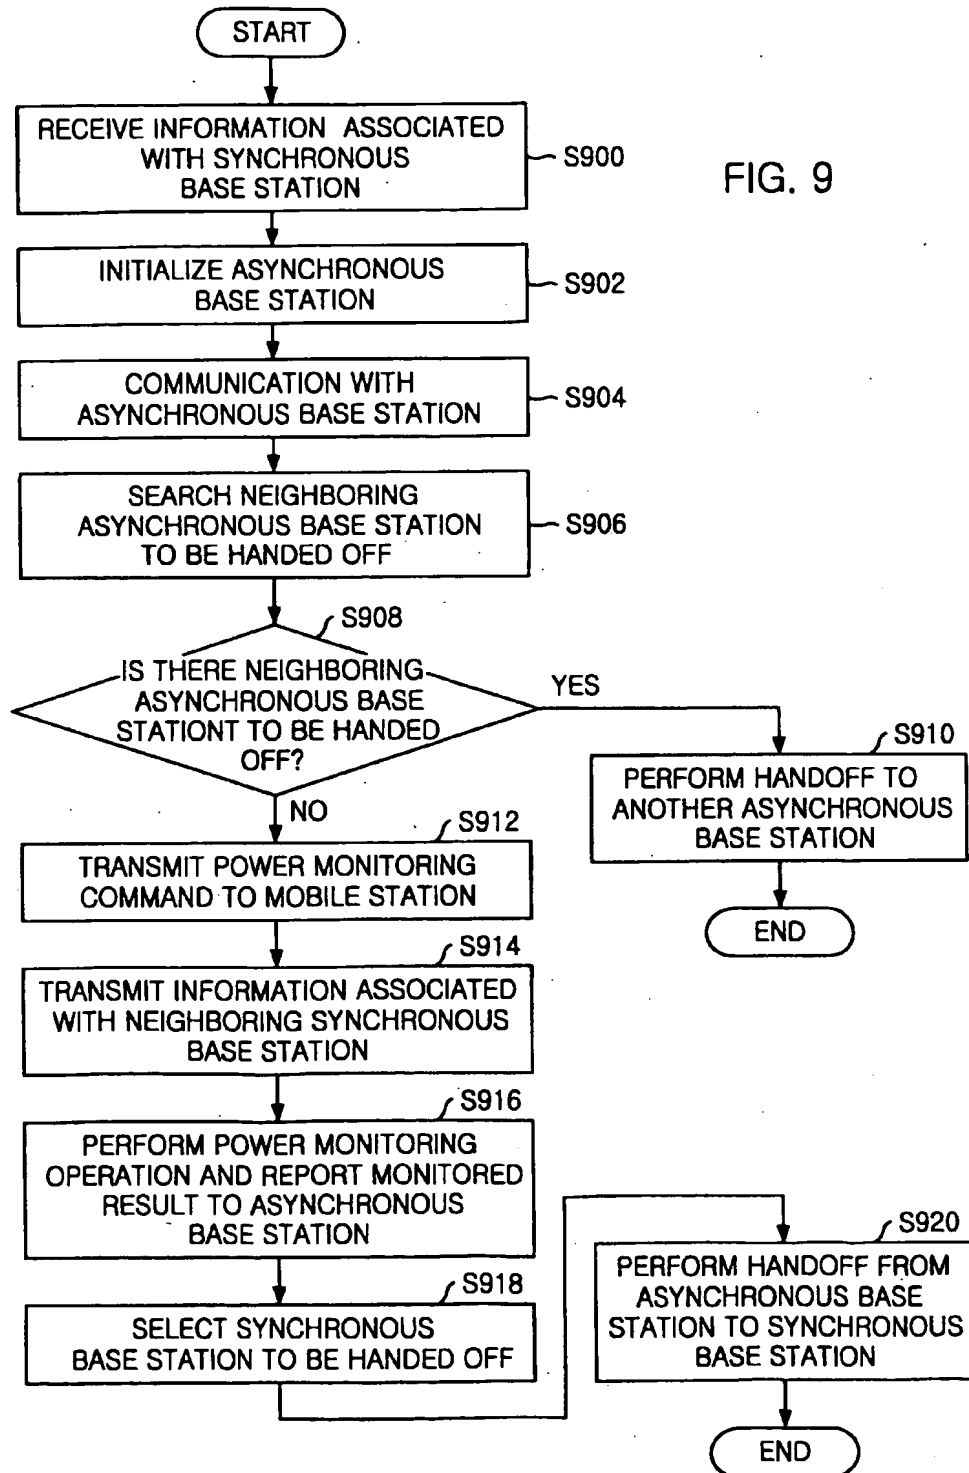 START
RECEIVE INFORMATION ASSOCIATED
WITH SYNCHRONOUS
BASE STATION
S900
FIG. 9
INITIALIZE ASYNCHRONOUS
BASE STATION
S902
COMMUNICATION WITH
ASYNCHRONOUS BASE STATION
S904
SEARCH NEIGHBORING
ASYNCHRONOUS BASE STATION
TO BE HANDED OFF
S906
S908
IS THERE NEIGHBORING
ASYNCHRONOUS BASE
STATIONT TO BE HANDED
OFF?
YES
S910
PERFORM HANDOFF TO
ANOTHER ASYNCHRONOUS
BASE STATION
END
NO
S912
TRANSMIT POWER MONITORING
COMMAND TO MOBILE STATION
S914
TRANSMIT INFORMATION ASSOCIATED
WITH NEIGHBORING SYNCHRONOUS
BASE STATION
S916
PERFORM POWER MONITORING
OPERATION AND REPORT MONITORED
RESULT TO ASYNCHRONOUS
BASE STATION
S918
SELECT SYNCHRONOUS
BASE STATION TO BE HANDED OFF
S920
PERFORM HANDOFF FROM
ASYNCHRONOUS BASE
STATION TO SYNCHRONOUS
BASE STATION
END